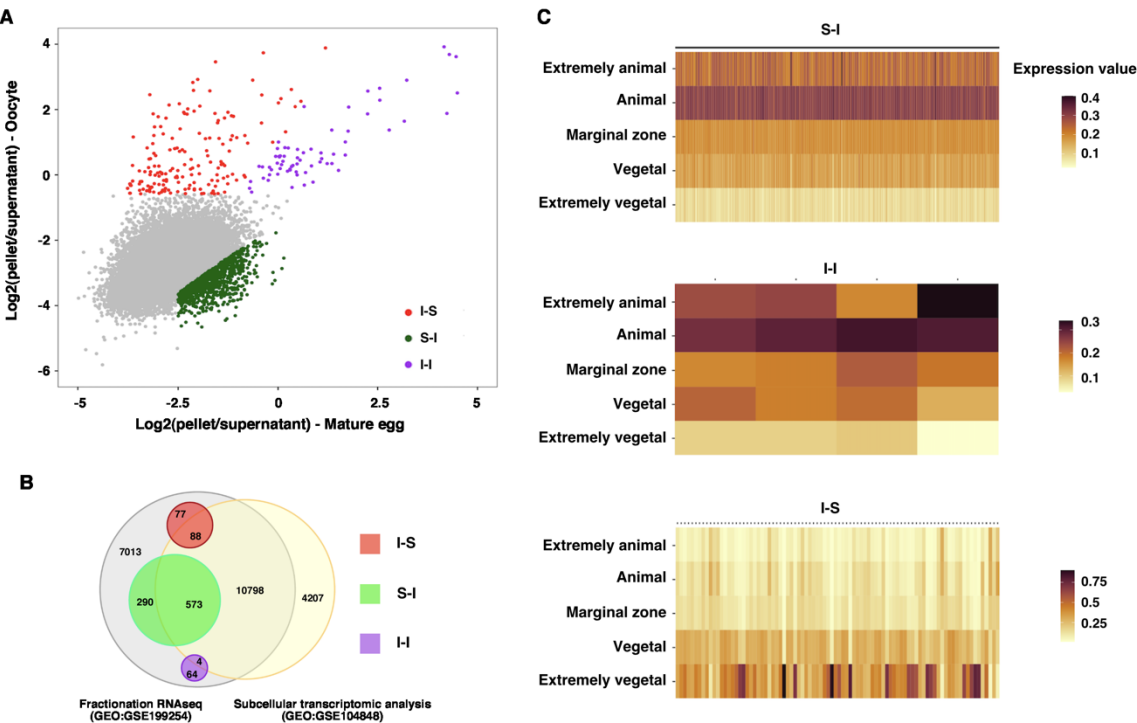 A
Log2(pellet/supernatant) - Oocyte
4
2
0
-2
-4
-6
-5
-2.5
0
2.5
5
Log2(pellet/supernatant) - Mature egg
I-S
S-I
I-I
B
77
88
7013
290
573
10798
4207
4
64
I-S
S-I
I-I
Fractionation RNAseq
(GEO:GSE199254)
Subcellular transcriptomic analysis
(GEO:GSE104848)
C
S-I
Extremely animal
Animal
Marginal zone
Vegetal
Extremely vegetal
Expression value
0.4
0.3
0.2
0.1
I-I
Extremely animal
Animal
Marginal zone
Vegetal
Extremely vegetal
0.3
0.2
0.1
I-S
Extremely animal
Animal
Marginal zone
Vegetal
Extremely vegetal
0.75
0.5
0.25